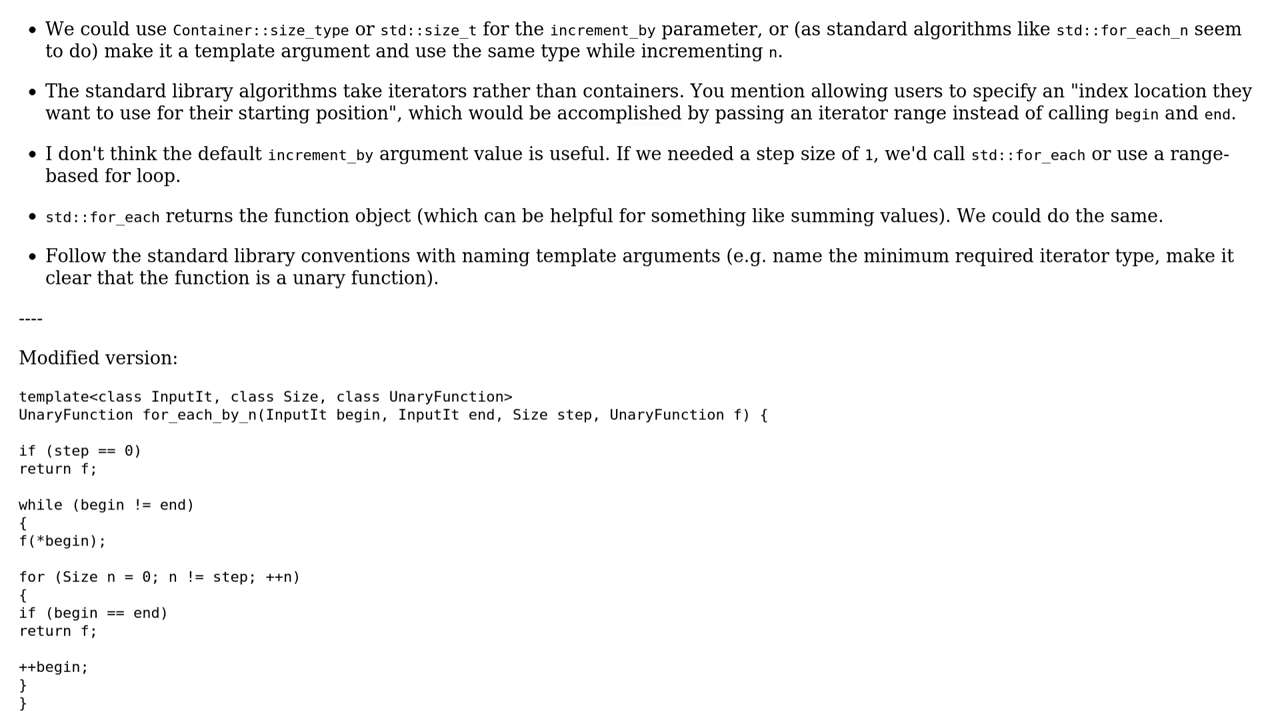 • We could use Container::size_type or std::size_t for the increment_by parameter, or (as standard algorithms like std::for_each_n seem
to do) make it a template argument and use the same type while incrementing n.
• The standard library algorithms take iterators rather than containers. You mention allowing users to specify an "index location they
want to use for their starting position", which would be accomplished by passing an iterator range instead of calling begin and end.
• I don't think the default increment_by argument value is useful. If we needed a step size of 1, we'd call std::for_each or use a range-
based for loop.
• std::for_each returns the function object (which can be helpful for something like summing values). We could do the same.
• Follow the standard library conventions with naming template arguments (e.g. name the minimum required iterator type, make it
clear that the function is a unary function).
----
Modified version:
template<class InputIt, class Size, class UnaryFunction>
UnaryFunction for_each_by_n(InputIt begin, InputIt end, Size step, UnaryFunction f) {
if (step == 0)
return f;
while (begin != end)
{
f(*begin);
for (Size n = 0; n != step; ++n)
{
if (begin == end)
return f;
++begin;
}
}